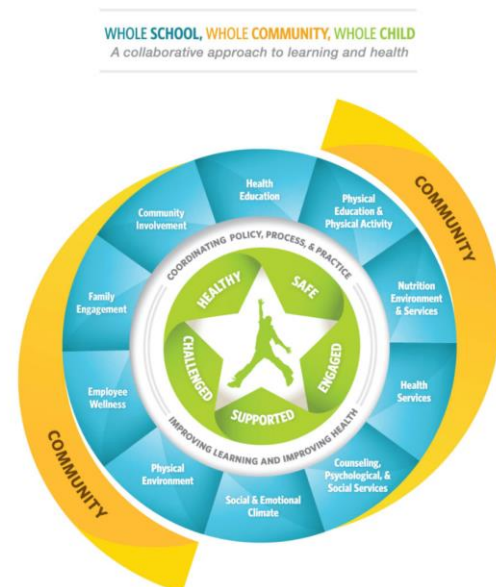 WHOLE SCHOOL, WHOLE COMMUNITY, WHOLE CHILD
A collaborative approach to learning and health
COMMUNITY
Health
Education
Physical
Education &
Physical Activity
Nutrition
Environment
& Services
Health
Services
Counseling,
Psychological, &
Social Services
Social & Emotional
Climate
Physical
Environment
Employee
Wellness
Family
Engagement
Community
Involvement
COORDINATING POLICY, PROCESS, & PRACTICE
IMPROVING LEARNING AND IMPROVING HEALTH
HEALTHY
SAFE
ENGAGED
SUPPORTED
CHALLENGED
COMMUNITY